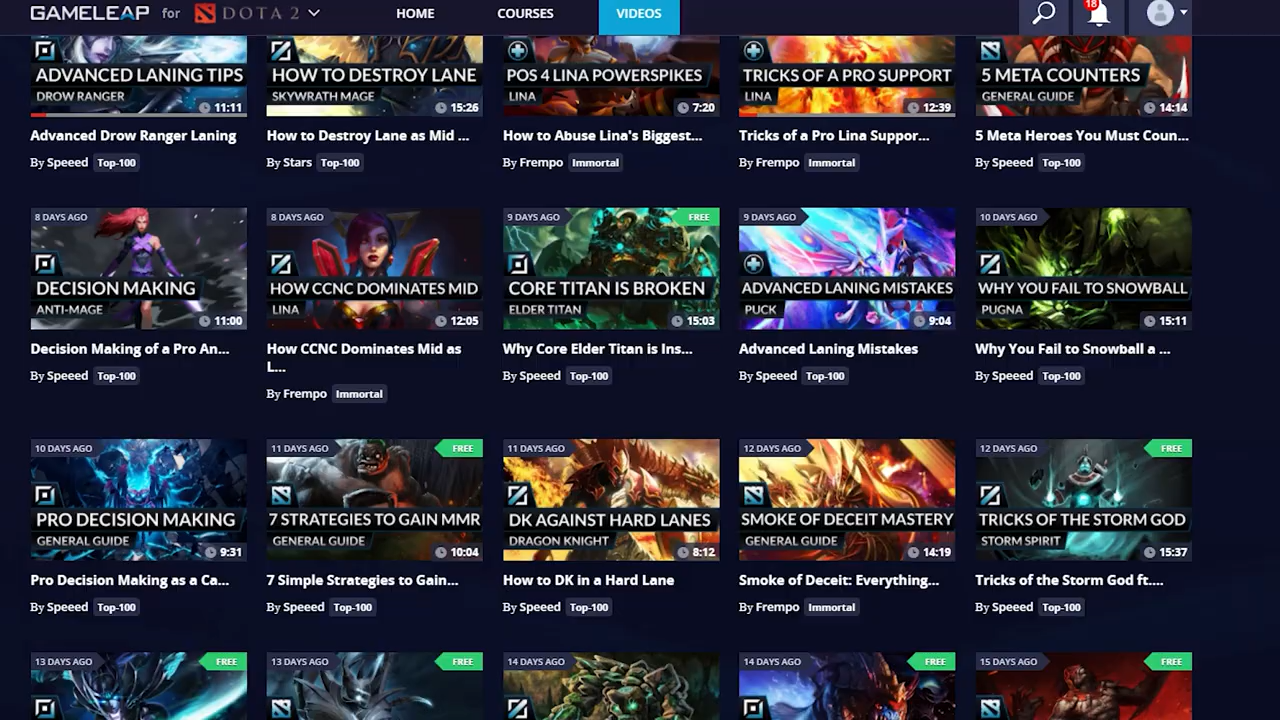 GAMELEAP for DOTA 2 HOME COURSES VIDEOS 18
ADVANCED LANING TIPS
DROW RANGER 11:11
Advanced Drow Ranger Laning
By Speeed Top-100
HOW TO DESTROY LANE
SKYWRATH MAGE 15:26
How to Destroy Lane as Mid ...
By Stars Top-100
POS 4 LINA POWERSPIKES
LINA 7:20
How to Abuse Lina's Biggest...
By Frempo Immortal
TRICKS OF A PRO SUPPORT
LINA 12:39
Tricks of a Pro Lina Suppor...
By Frempo Immortal
5 META COUNTERS
GENERAL GUIDE 14:14
5 Meta Heroes You Must Coun...
By Speeed Top-100
8 DAYS AGO
DECISION MAKING
ANTI-MAGE 11:00
Decision Making of a Pro An...
By Speeed Top-100
8 DAYS AGO
HOW CCNC DOMINATES MID
LINA 12:05
How CCNC Dominates Mid as
L...
By Frempo Immortal
9 DAYS AGO FREE
CORE TITAN IS BROKEN
ELDER TITAN 15:03
Why Core Elder Titan is Ins...
By Speeed Top-100
9 DAYS AGO
ADVANCED LANING MISTAKES
PUCK 9:04
Advanced Laning Mistakes
By Speeed Top-100
10 DAYS AGO
WHY YOU FAIL TO SNOWBALL
PUGNA 15:11
Why You Fail to Snowball a ...
By Speeed Top-100
10 DAYS AGO
PRO DECISION MAKING
GENERAL GUIDE 9:31
Pro Decision Making as a Ca...
By Speeed Top-100
11 DAYS AGO FREE
7 STRATEGIES TO GAIN MMR
GENERAL GUIDE 10:04
7 Simple Strategies to Gain...
By Speeed Top-100
11 DAYS AGO
DK AGAINST HARD LANES
DRAGON KNIGHT 8:12
How to DK in a Hard Lane
By Speeed Top-100
12 DAYS AGO
SMOKE OF DECEIT MASTERY
GENERAL GUIDE 14:19
Smoke of Deceit: Everything...
By Frempo Immortal
12 DAYS AGO FREE
TRICKS OF THE STORM GOD
STORM SPIRIT 15:37
Tricks of the Storm God ft....
By Speeed Top-100
13 DAYS AGO FREE
13 DAYS AGO FREE
14 DAYS AGO
14 DAYS AGO FREE
15 DAYS AGO FREE